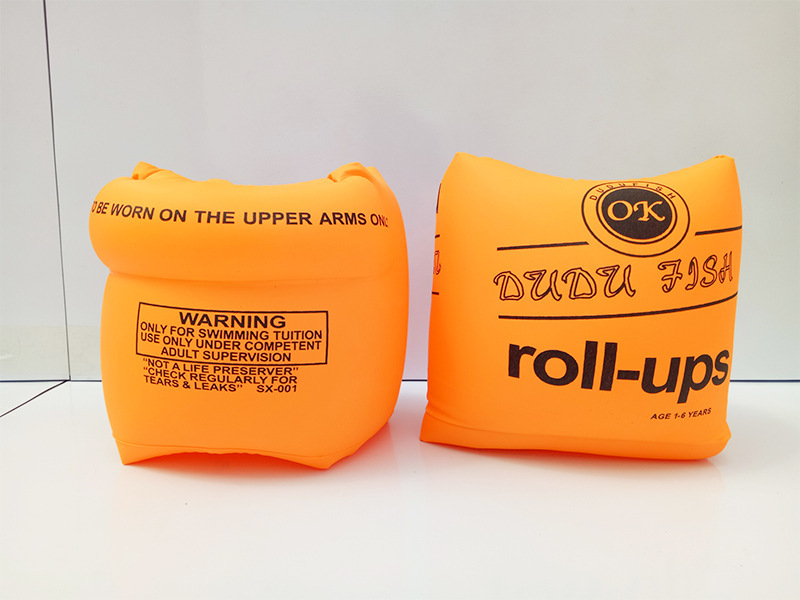 BE WORN ON THE UPPER ARMS
WARNING
ONLY FOR SWIMMING TUITION
USE ONLY UNDER COMPETENT
ADULT SUPERVISION
"NOT A LIFE PRESERVER"
"CHECK REGULARLY FOR
TEARS & LEAKS" SX-001
DUDUFISH
OK
DUDU FISH
roll-ups
AGE 1-6 YEARS